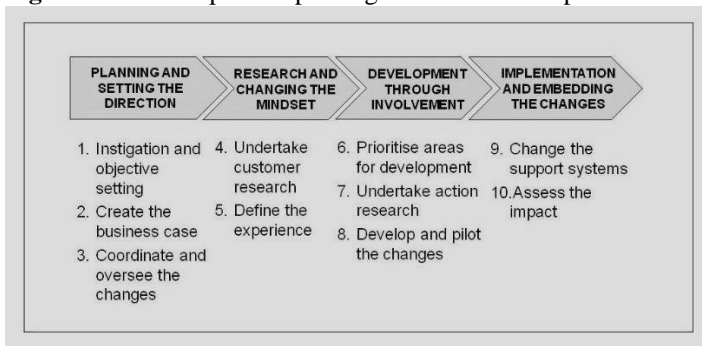 PLANNING AND
SETTING THE
DIRECTION
RESEARCH AND
CHANGING THE
MINDSET
DEVELOPMENT
THROUGH
INVOLVEMENT
IMPLEMENTATION
AND EMBEDDING
THE CHANGES
1. Instigation and
objective
setting
2. Create the
business case
3. Coordinate and
oversee the
changes
4. Undertake
customer
research
5. Define the
experience
6. Prioritise areas
for development
7. Undertake action
research
8. Develop and pilot
the changes
9. Change the
support systems
10.Assess the
impact